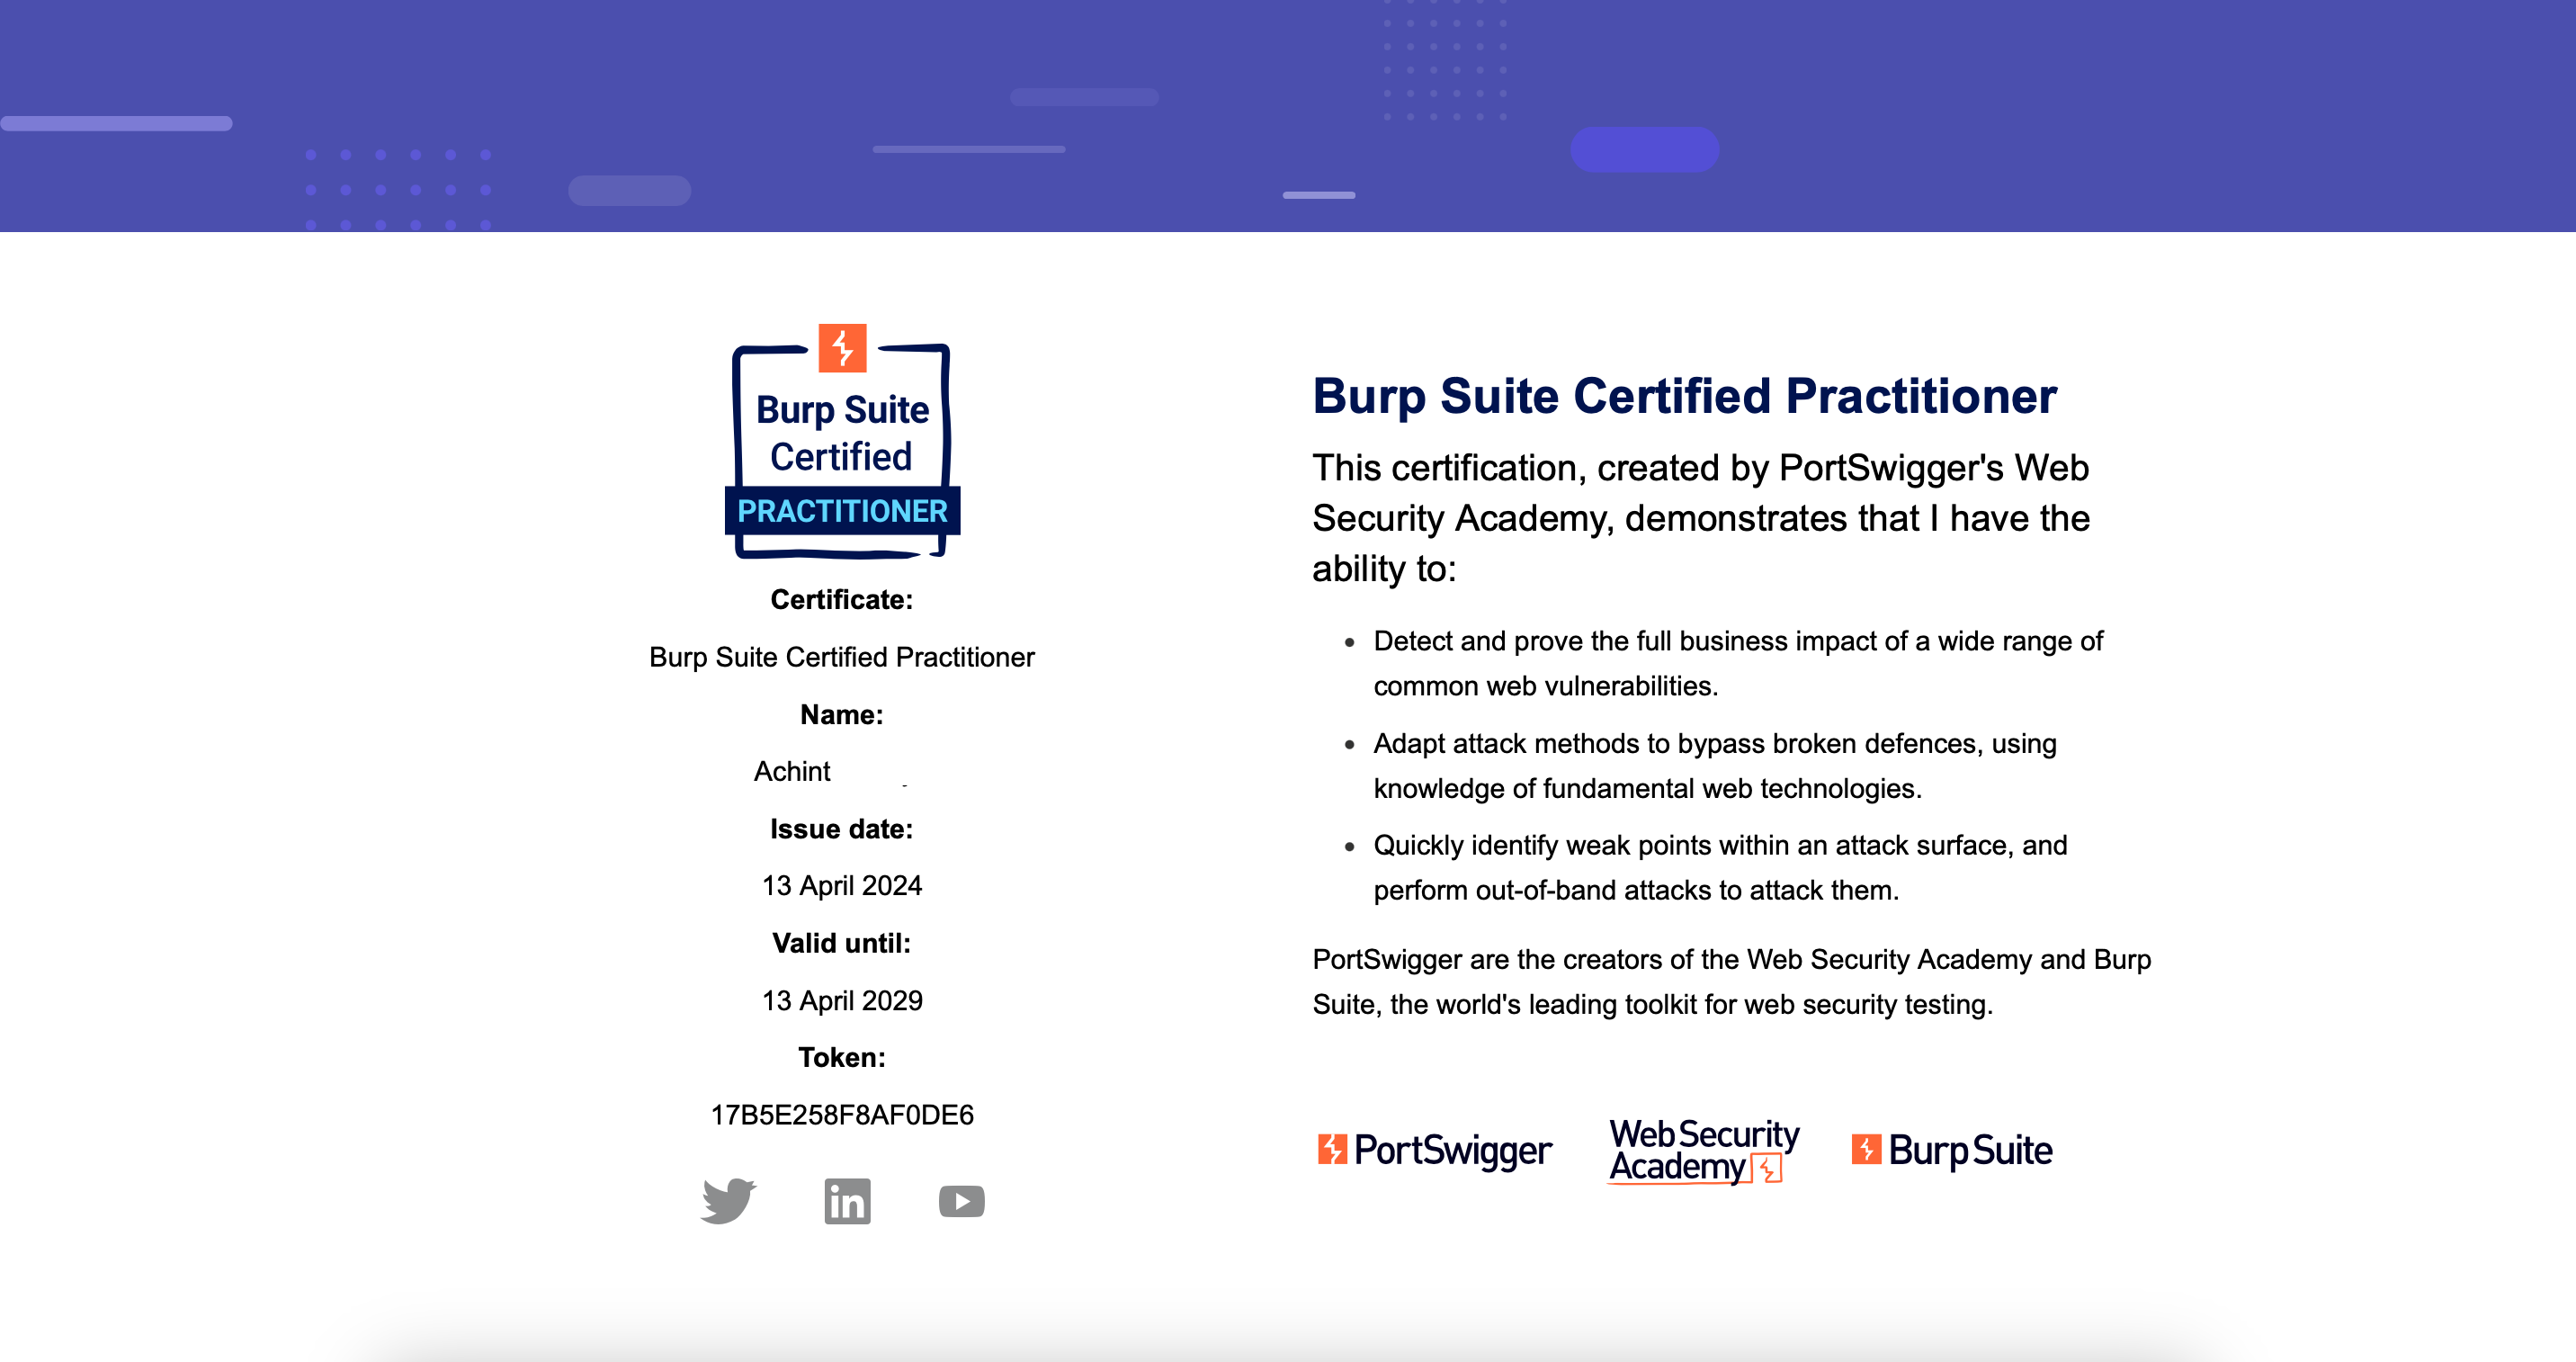 Burp Suite
Certified
PRACTITIONER
Certificate:
Burp Suite Certified Practitioner
Name:
Achint
Issue date:
13 April 2024
Valid until:
13 April 2029
Token:
17B5E258F8AF0DE6
in
Burp Suite Certified Practitioner
This certification, created by PortSwigger's Web
Security Academy, demonstrates that I have the
ability to:
• Detect and prove the full business impact of a wide range of
common web vulnerabilities.
• Adapt attack methods to bypass broken defences, using
knowledge of fundamental web technologies.
• Quickly identify weak points within an attack surface, and
perform out-of-band attacks to attack them.
PortSwigger are the creators of the Web Security Academy and Burp
Suite, the world's leading toolkit for web security testing.
PortSwigger
Web Security
Academy
Burp Suite